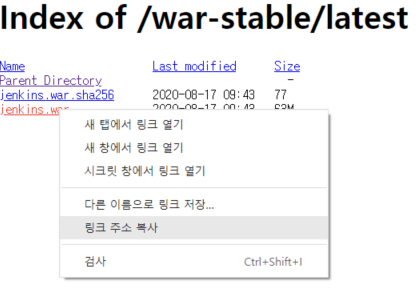 Index of /war-stable/latest
Name Last modified Size
Parent Directory -
jenkins.war.sha256 2020-08-17 09:43 77
jenkins.war 2020-08-17 09:43 63M
새 탭에서 링크 열기
새 창에서 링크 열기
시크릿 창에서 링크 열기
다른 이름으로 링크 저장...
링크 주소 복사
검사 Ctrl+Shift+I